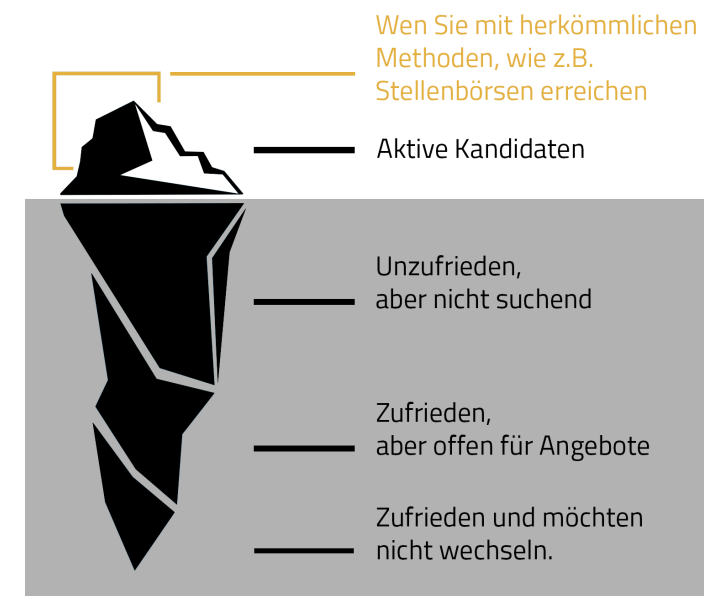 Wen Sie mit herkömmlichen
Methoden, wie z.B.
Stellenbörsen erreichen
Aktive Kandidaten
Unzufrieden,
aber nicht suchend
Zufrieden,
aber offen für Angebote
Zufrieden und möchten
nicht wechseln.